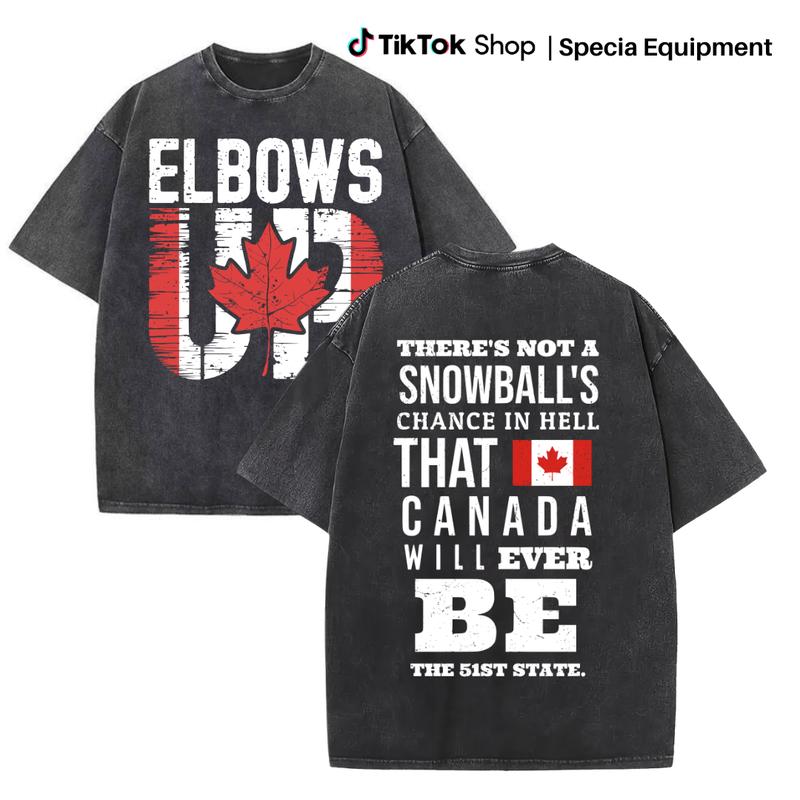 TikTok Shop | Specia Equipment
ELBOWS
UP
THERE'S NOT A
SNOWBALL'S
CHANCE IN HELL
THAT
CANADA
WILL EVER
BE
THE 51ST STATE.